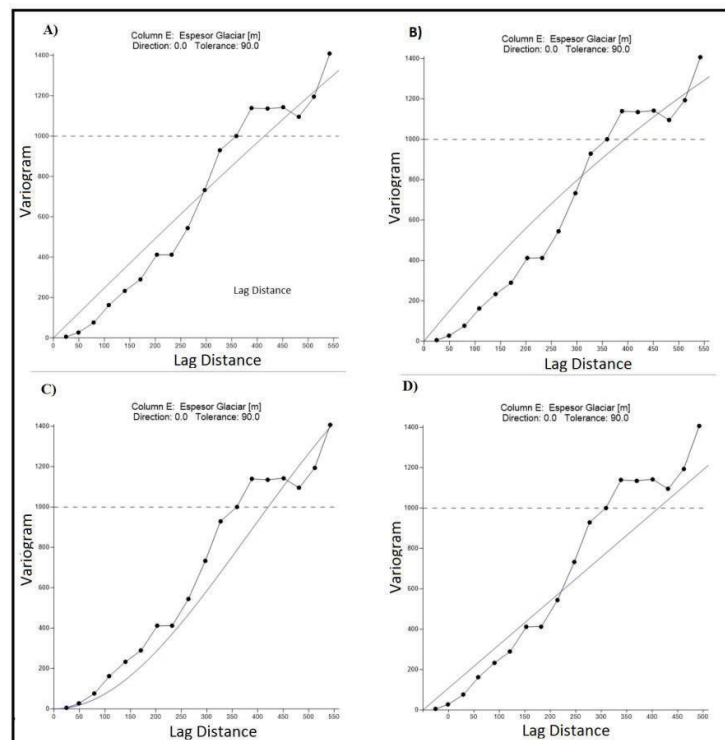 A)
Column E: Espesor Glaciar [m]
Direction: 0.0 Tolerance: 90.0
Variogram
1400
1200
1000
800
600
400
200
0
Lag Distance
0 50 100 150 200 250 300 350 400 450 500 550
Lag Distance
B)
Column E: Espesor Glaciar [m]
Direction: 0.0 Tolerance: 90.0
Variogram
1400
1200
1000
800
600
400
200
0
0 50 100 150 200 250 300 350 400 450 500 550
Lag Distance
C)
Column E: Espesor Glaciar [m]
Direction: 0.0 Tolerance: 90.0
Variogram
1400
1200
1000
800
600
400
200
0
0 50 100 150 200 250 300 350 400 450 500 550
Lag Distance
D)
Column E: Espesor Glaciar [m]
Direction: 0.0 Tolerance: 90.0
Variogram
1400
1200
1000
800
600
400
200
0
-50 0 50 100 150 200 250 300 350 400 450 500
Lag Distance